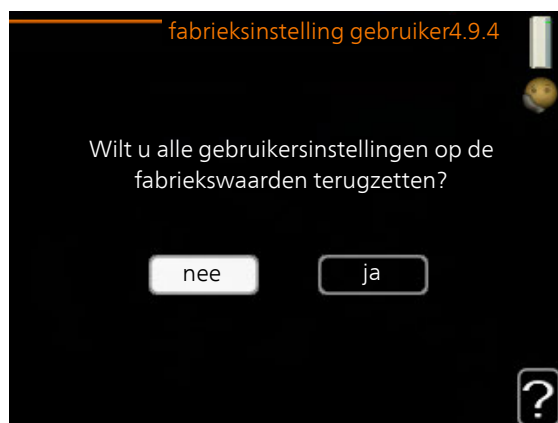 fabrieksinstelling gebruiker4.9.4
Wilt u alle gebruikersinstellingen op de
fabriekswaarden terugzetten?
nee
ja
?